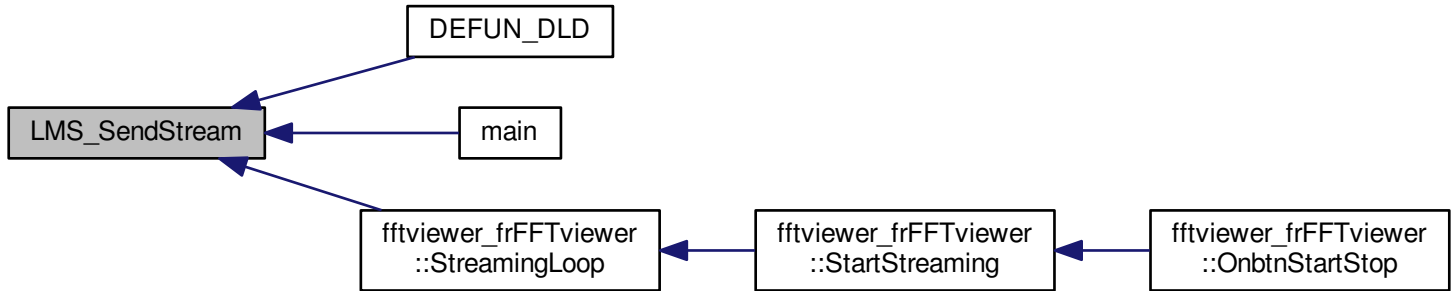 DEFUN_DLD
LMS_SendStream
main
fftviewer_frFFTviewer
::StreamingLoop
fftviewer_frFFTviewer
::StartStreaming
fftviewer_frFFTviewer
::OnbtnStartStop